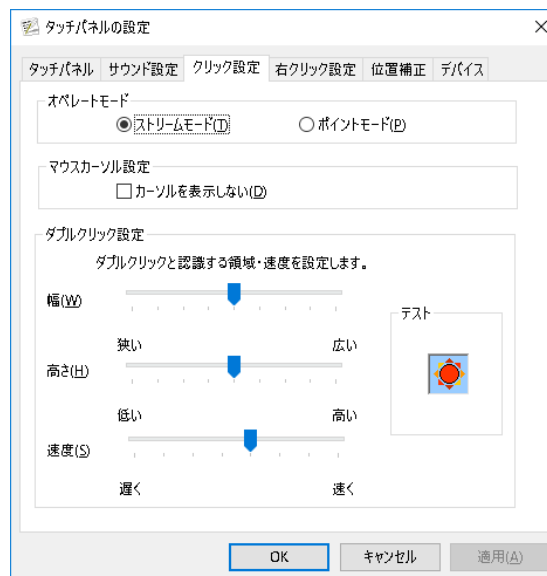 タッチパネルの設定
タッチパネル サウンド設定 クリック設定 右クリック設定 位置補正 デバイス
オペレートモード
ストリームモード(T) ポイントモード(P)
マウスカーソル設定
カーソルを表示しない(D)
ダブルクリック設定
ダブルクリックと認識する領域・速度を設定します。
幅(W)
狭い 広い
高さ(H)
低い 高い
速度(S)
遅く 速く
テスト
OK キャンセル 適用(A)